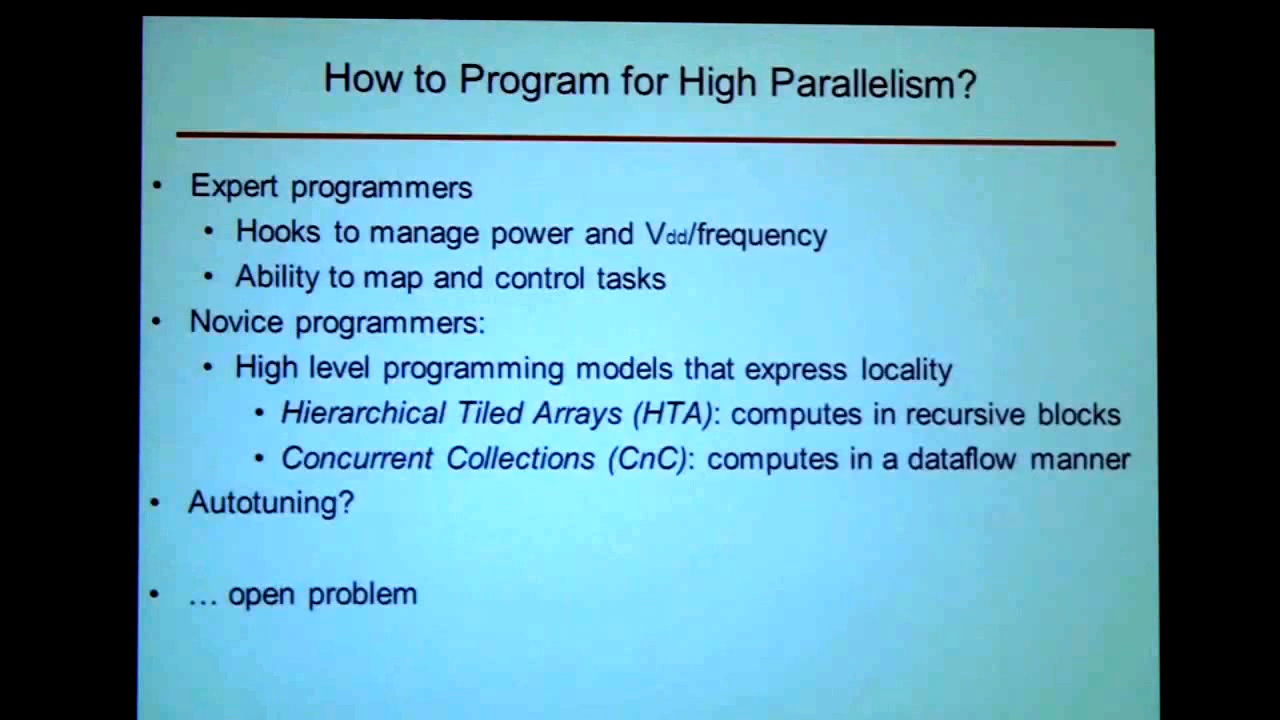 How to Program for High Parallelism?
• Expert programmers
• Hooks to manage power and Vdd/frequency
• Ability to map and control tasks
• Novice programmers:
• High level programming models that express locality
• Hierarchical Tiled Arrays (HTA): computes in recursive blocks
• Concurrent Collections (CnC): computes in a dataflow manner
• Autotuning?
• … open problem